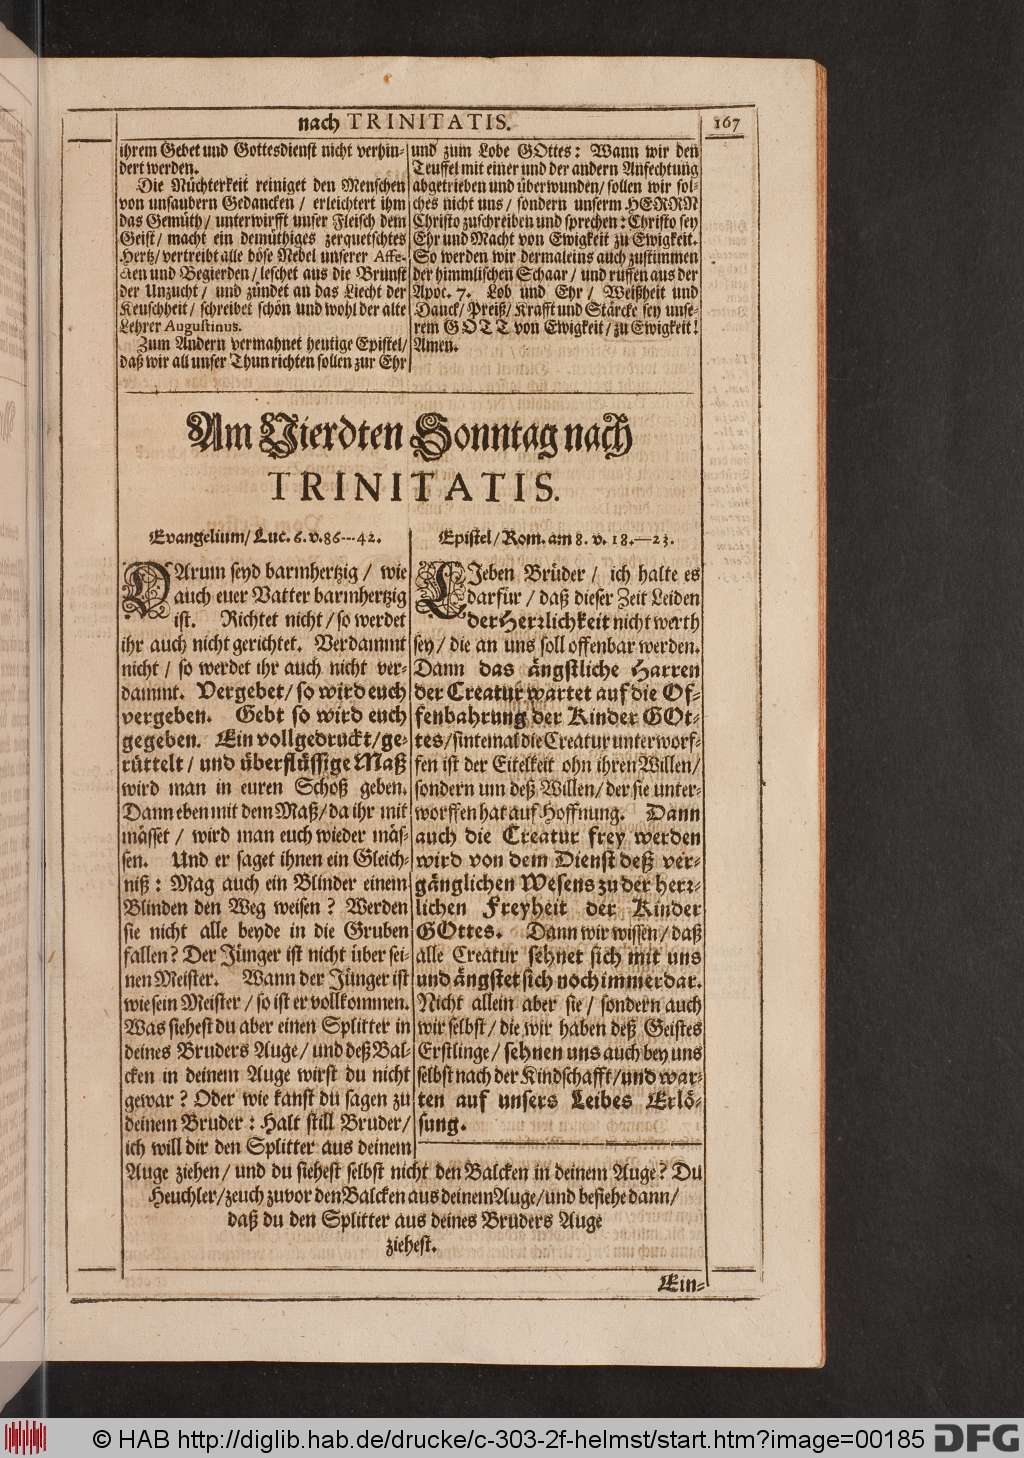 nach TRINITATIS.
167
ihrem Gebet und Gottesdienst nicht verhin-
dert werden.
Die Nüchterkeit reiniget den Menschen
von unsaubern Gedancken / erleichtert ihm
das Gemüth / unterwirfft unser Fleisch dem
Geist / macht ein demüthiges zerquetschtes
Hertz / vertreibt alle böse Nebel unserer Affe-
cten und Begierden / leschet aus die Brunst
der Unzucht / und zündet an das Liecht der
Keuschheit / schreibet schön und wohl der alte
Lehrer Augustinus.
Zum Andern vermahnet heutige Epistel /
daß wir all unser Thun richten sollen zur Ehr
und zum Lobe GOttes: Wann wir den
Teuffel mit einer und der andern Anfechtung
abgetrieben und überwunden / sollen wir sol-
ches nicht uns / sondern unserm HERRN
Christo zuschreiben und sprechen: Christo sey
Ehr und Macht von Ewigkeit zu Ewigkeit.
So werden wir dermaleins auch zustimmen
der himmlischen Schaar / und ruffen aus der
Apoc. 7. Lob und Ehr / Weißheit und
Danck / Preiß / Krafft und Stärcke sey unse-
rem GOTT von Ewigkeit / zu Ewigkeit!
Amen.
Am Vierdten Sonntag nach
TRINITATIS.
Evangelium / Luc. 6. v. 86---42.
DArum seyd barmhertzig / wie
auch euer Vatter barmhertzig
ist. Richtet nicht / so werdet
ihr auch nicht gerichtet. Verdammt
nicht / so werdet ihr auch nicht ver-
dammt. Vergebet / so wird euch
vergeben. Gebt so wird euch
gegeben. Ein vollgedruckt / ge-
rüttelt / und überflüssige Maß
wird man in euren Schoß geben.
Dann eben mit dem Maß / da ihr mit
mässet / wird man euch wieder mäs-
sen. Und er saget ihnen ein Gleich-
niß: Mag auch ein Blinder einem
Blinden den Weg weisen? Werden
sie nicht alle beyde in die Gruben
fallen? Der Jünger ist nicht über sei-
nen Meister. Wann der Jünger ist
wie sein Meister / so ist er vollkommen.
Was siehest du aber einen Splitter in
deines Bruders Auge / und deß Bal-
cken in deinem Auge wirst du nicht
gewar? Oder wie kanst du sagen zu
deinem Bruder: Halt still Bruder /
ich will dir den Splitter aus deinem
Epistel / Rom. am 8. v. 18.—23.
LIeben Brüder / ich halte es
darfür / daß dieser Zeit Leiden
der Herrlichkeit nicht werth
sey / die an uns soll offenbar werden.
Dann das ängstliche Harren
der Creatur wartet auf die Of-
fenbahrung der Kinder GOt-
tes / sintemal die Creatur unterworf-
fen ist der Eitelkeit ohn ihren Willen /
sondern um deß Willen / der sie unter-
worffen hat auf Hoffnung. Dann
auch die Creatur frey werden
wird von dem Dienst deß ver-
gänglichen Wesens zu der herr-
lichen Freyheit der Kinder
GOttes. Dann wir wissen / daß
alle Creatur sehnet sich mit uns
und ängstet sich noch immerdar.
Nicht allein aber sie / sondern auch
wir selbst / die wir haben deß Geistes
Erstlinge / sehnen uns auch bey uns
selbst nach der Kindschafft / und war-
ten auf unsers Leibes Erlö-
sung.
Auge ziehen / und du siehest selbst nicht den Balcken in deinem Auge? Du
Heuchler / zeuch zuvor den Balcken aus deinem Auge / und besiehe dann /
daß du den Splitter aus deines Bruders Auge
ziehest.
Ein-
© HAB http://diglib.hab.de/drucke/c-303-2f-helmst/start.htm?image=00185
DFG